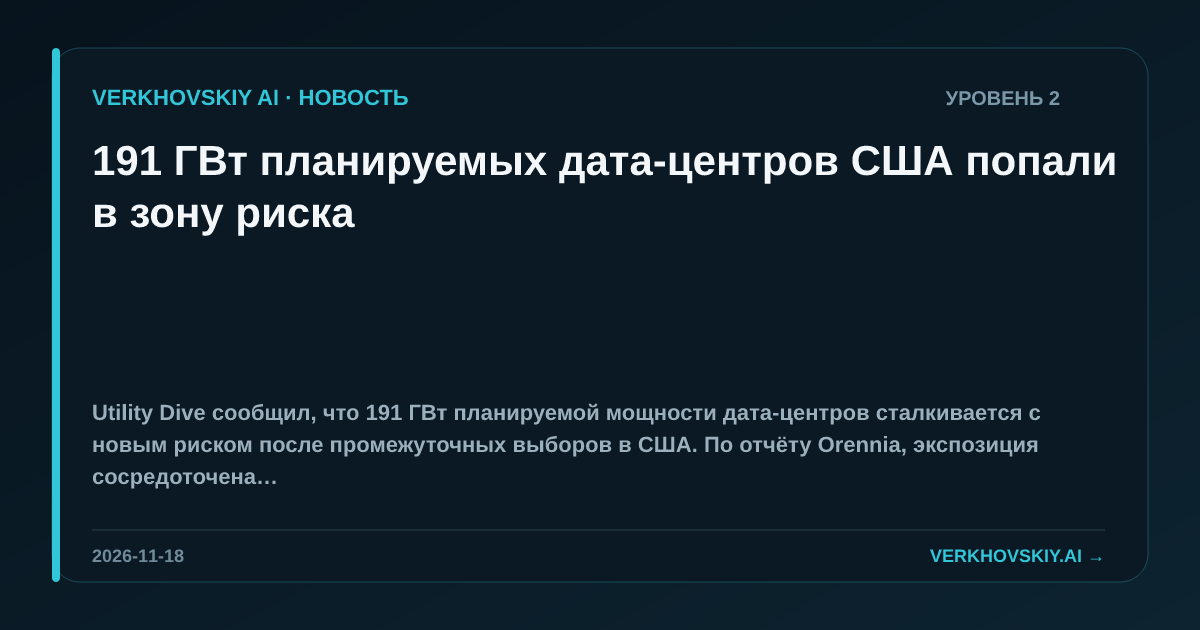 VERKHOVSKIY AI · НОВОСТЬ
УРОВЕНЬ 2
191 ГВт планируемых дата-центров США попали
в зону риска
Utility Dive сообщил, что 191 ГВт планируемой мощности дата-центров сталкивается с
новым риском после промежуточных выборов в США. По отчёту Orennia, экспозиция
сосредоточена…
2026-11-18
VERKHOVSKIY.AI →